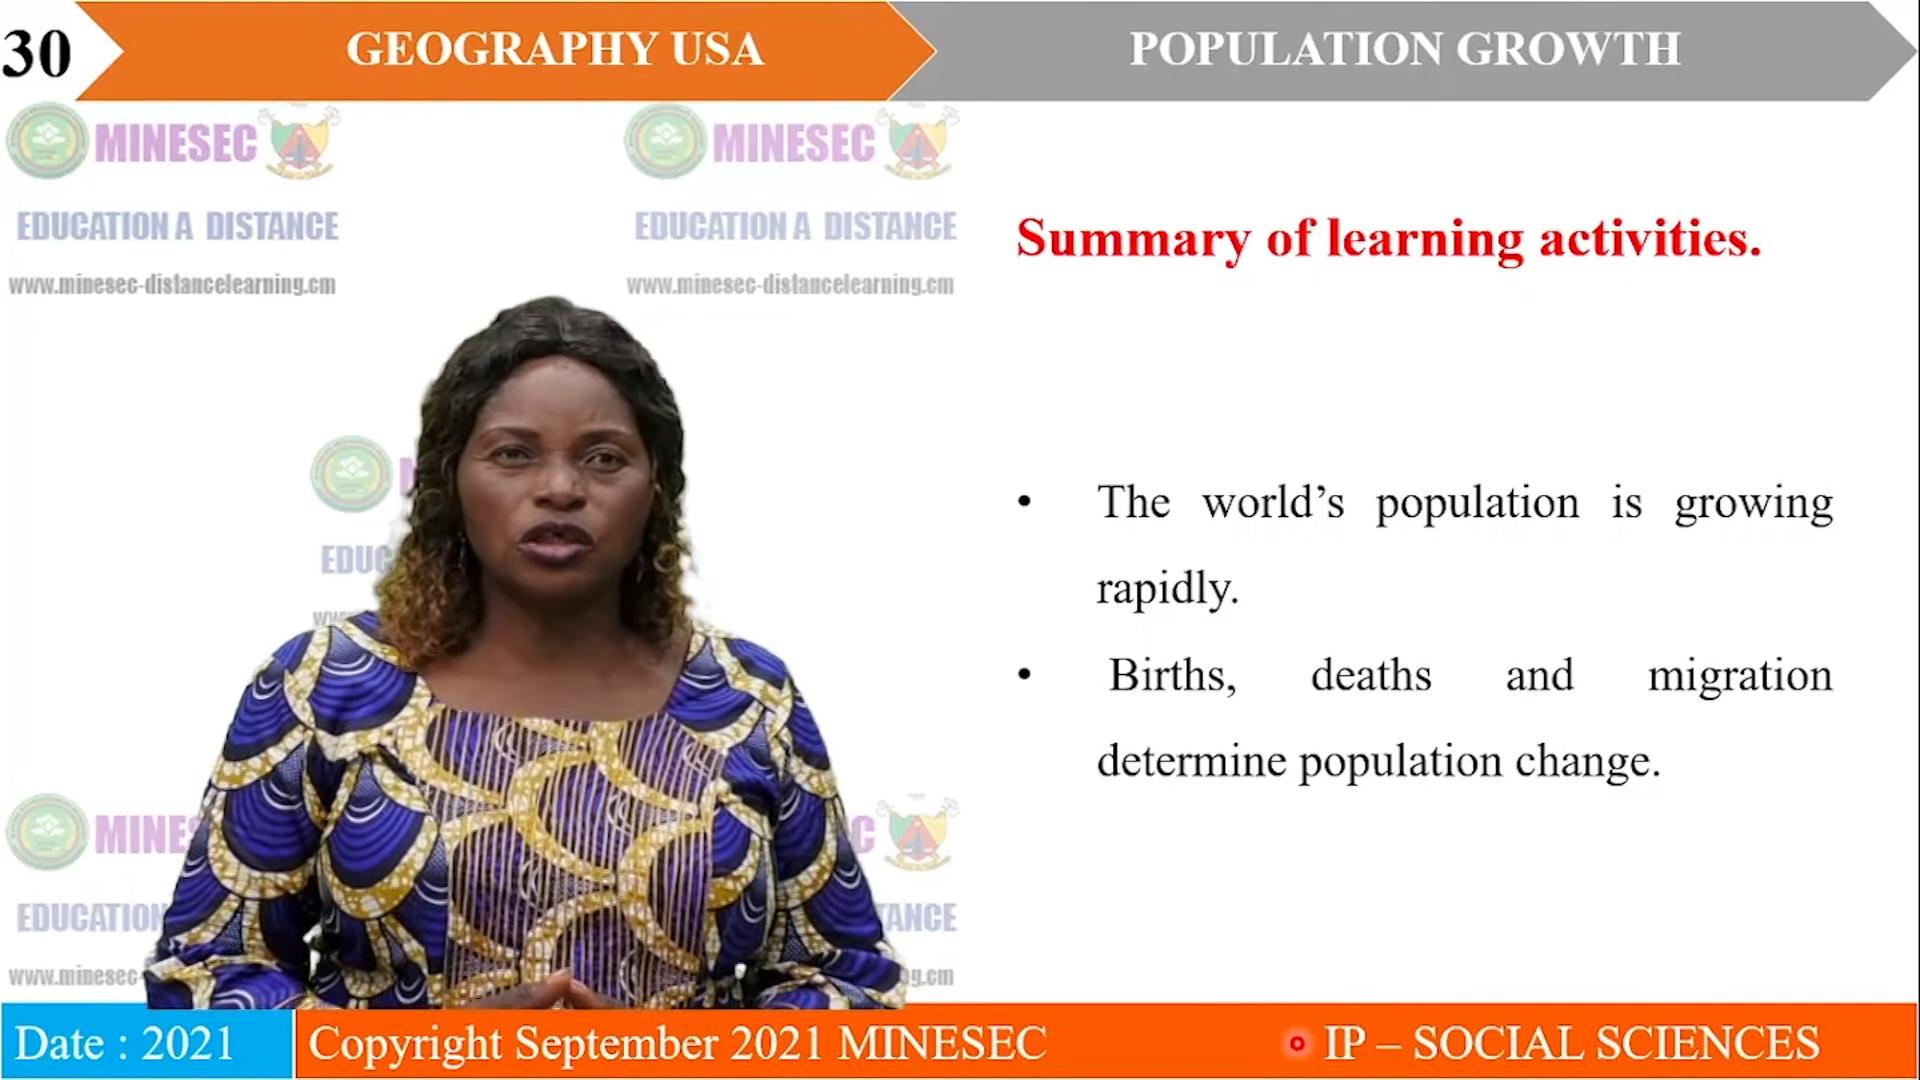 30
GEOGRAPHY USA
POPULATION GROWTH
MINESEC
MINESEC
EDUCATION A DISTANCE
EDUCATION A DISTANCE
www.minesec-distancelearning.cm
www.minesec-distancelearning.cm
Summary of learning activities.
• The world’s population is growing
rapidly.
• Births, deaths and migration
determine population change.
EDUCATION
www.minesec
Date : 2021
Copyright September 2021 MINESEC
IP – SOCIAL SCIENCES